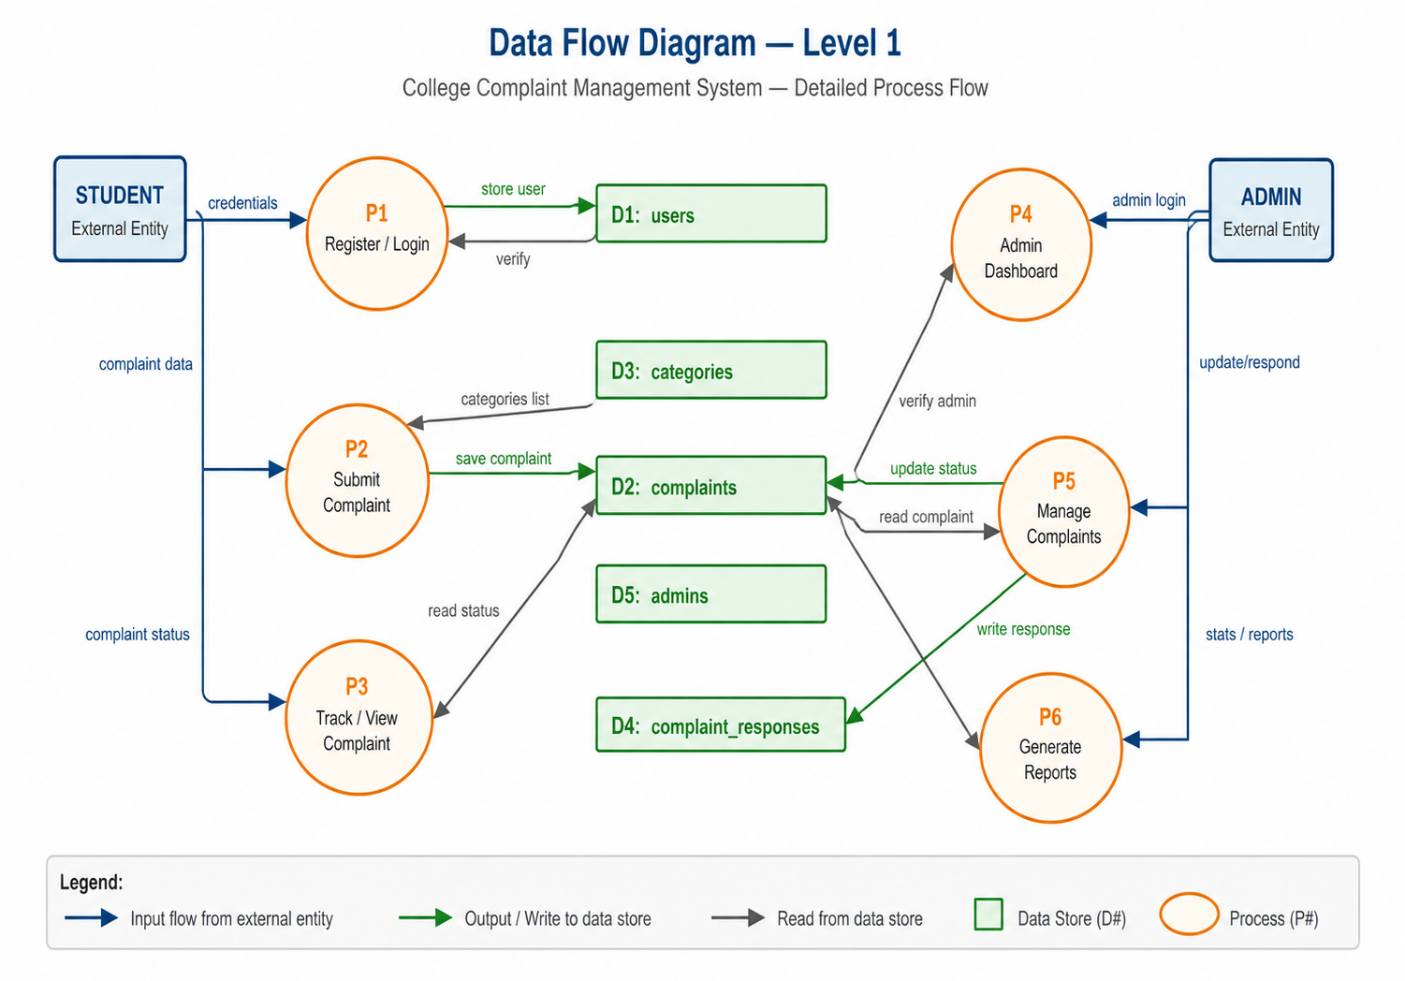 Data Flow Diagram — Level 1
College Complaint Management System — Detailed Process Flow
STUDENT
External Entity
credentials
P1
Register / Login
store user
verify
D1: users
P4
Admin
Dashboard
admin login
ADMIN
External Entity
complaint data
D3: categories
categories list
verify admin
update/respond
P2
Submit
Complaint
save complaint
D2: complaints
update status
read complaint
P5
Manage
Complaints
D5: admins
read status
write response
complaint status
stats / reports
P3
Track / View
Complaint
D4: complaint_responses
P6
Generate
Reports
Legend:
Input flow from external entity
Output / Write to data store
Read from data store
Data Store (D#)
Process (P#)